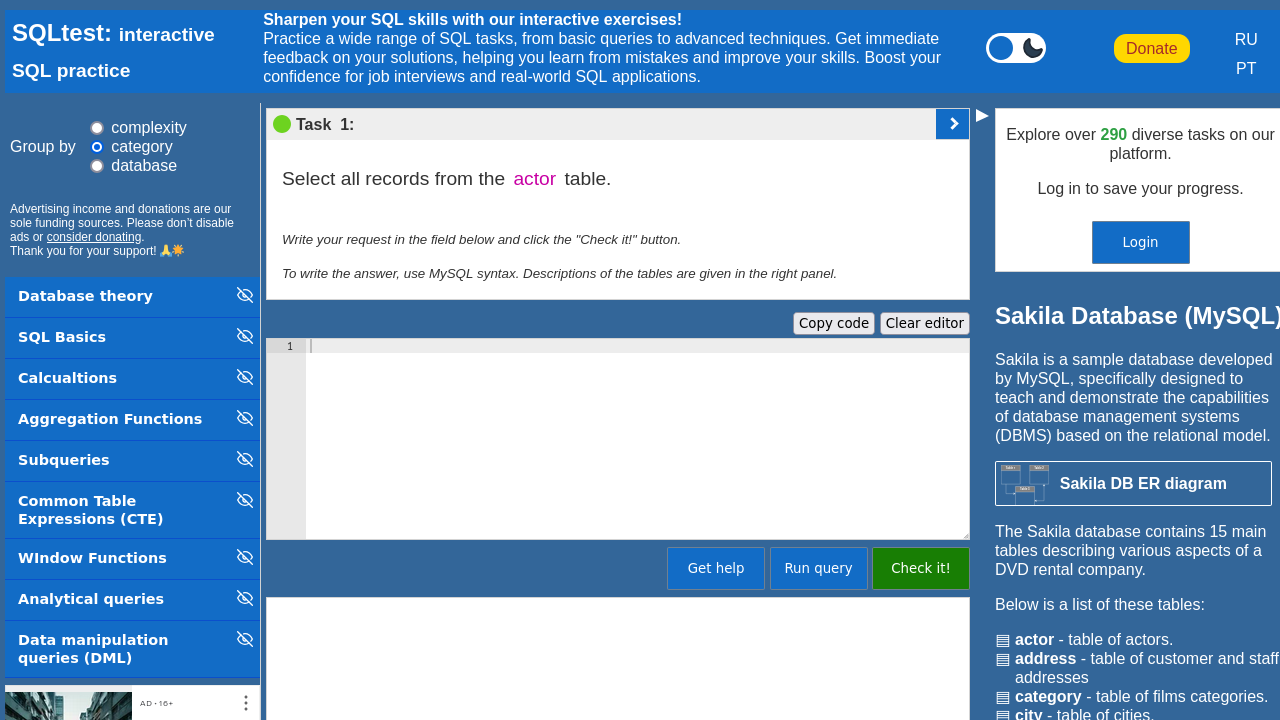 SQLtest: interactive
SQL practice
Sharpen your SQL skills with our interactive exercises!
Practice a wide range of SQL tasks, from basic queries to advanced techniques. Get immediate
feedback on your solutions, helping you learn from mistakes and improve your skills. Boost your
confidence for job interviews and real-world SQL applications.
Donate
RU
PT
Group by
complexity
category
database
Advertising income and donations are our
sole funding sources. Please don’t disable
ads or consider donating.
Thank you for your support! 🙏☀️
Database theory
SQL Basics
Calcualtions
Aggregation Functions
Subqueries
Common Table
Expressions (CTE)
WIndow Functions
Analytical queries
Data manipulation
queries (DML)
AD • 16+
Task 1:
Select all records from the actor table.
Write your request in the field below and click the "Check it!" button.
To write the answer, use MySQL syntax. Descriptions of the tables are given in the right panel.
Copy code
Clear editor
1
Get help
Run query
Check it!
Explore over 290 diverse tasks on our
platform.
Log in to save your progress.
Login
Sakila Database (MySQL)
Sakila is a sample database developed
by MySQL, specifically designed to
teach and demonstrate the capabilities
of database management systems
(DBMS) based on the relational model.
Sakila DB ER diagram
The Sakila database contains 15 main
tables describing various aspects of a
DVD rental company.
Below is a list of these tables:
▤ actor - table of actors.
▤ address - table of customer and staff
addresses
▤ category - table of films categories.
▤ city - table of cities.